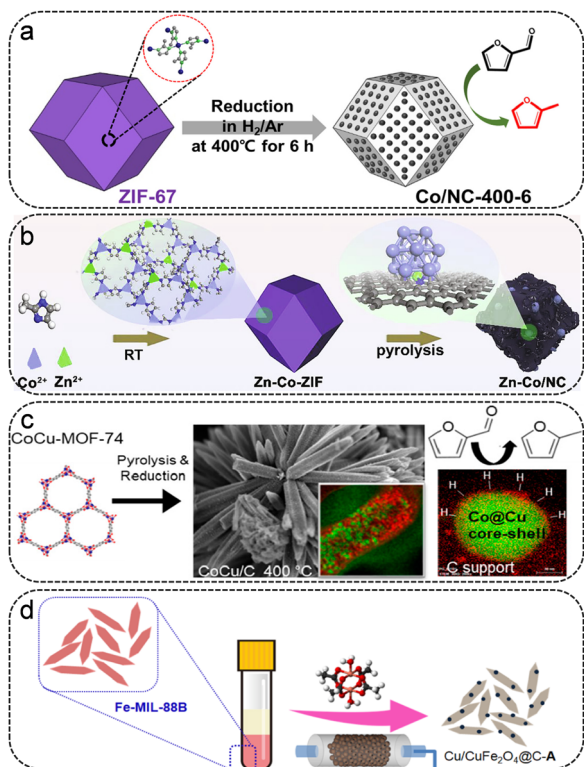 a
Reduction
in H₂/Ar
at 400℃ for 6 h
ZIF-67
Co/NC-400-6
b
RT
pyrolysis
Co²⁺ Zn²⁺
Zn-Co-ZIF
Zn-Co/NC
c
CoCu-MOF-74
Pyrolysis &
Reduction
CoCu/C 400 °C
O
O
O
O
H
H
H
H
H
H
Co@Cu
core-shell
C support
d
Fe-MIL-88B
Cu/CuFe₂O₄@C-A